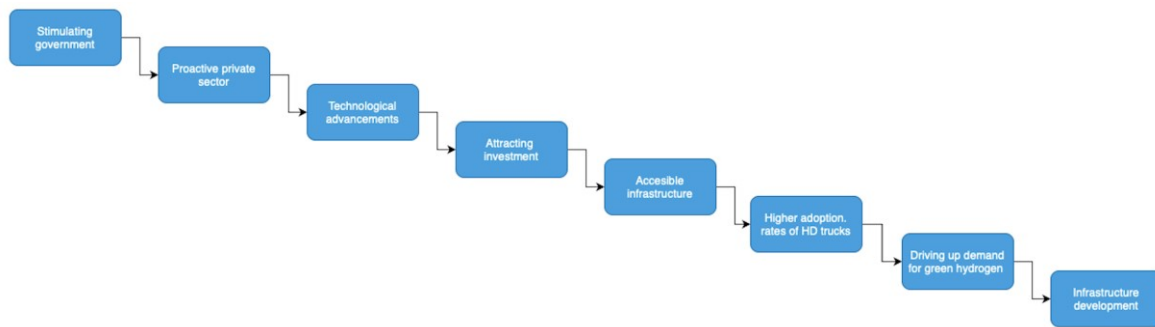 Stimulating
government
Proactive private
sector
Technological
advancements
Attracting
investment
Accesible
infrastructure
Higher adoption.
rates of HD trucks
Driving up demand
for green hydrogen
Infrastructure
development